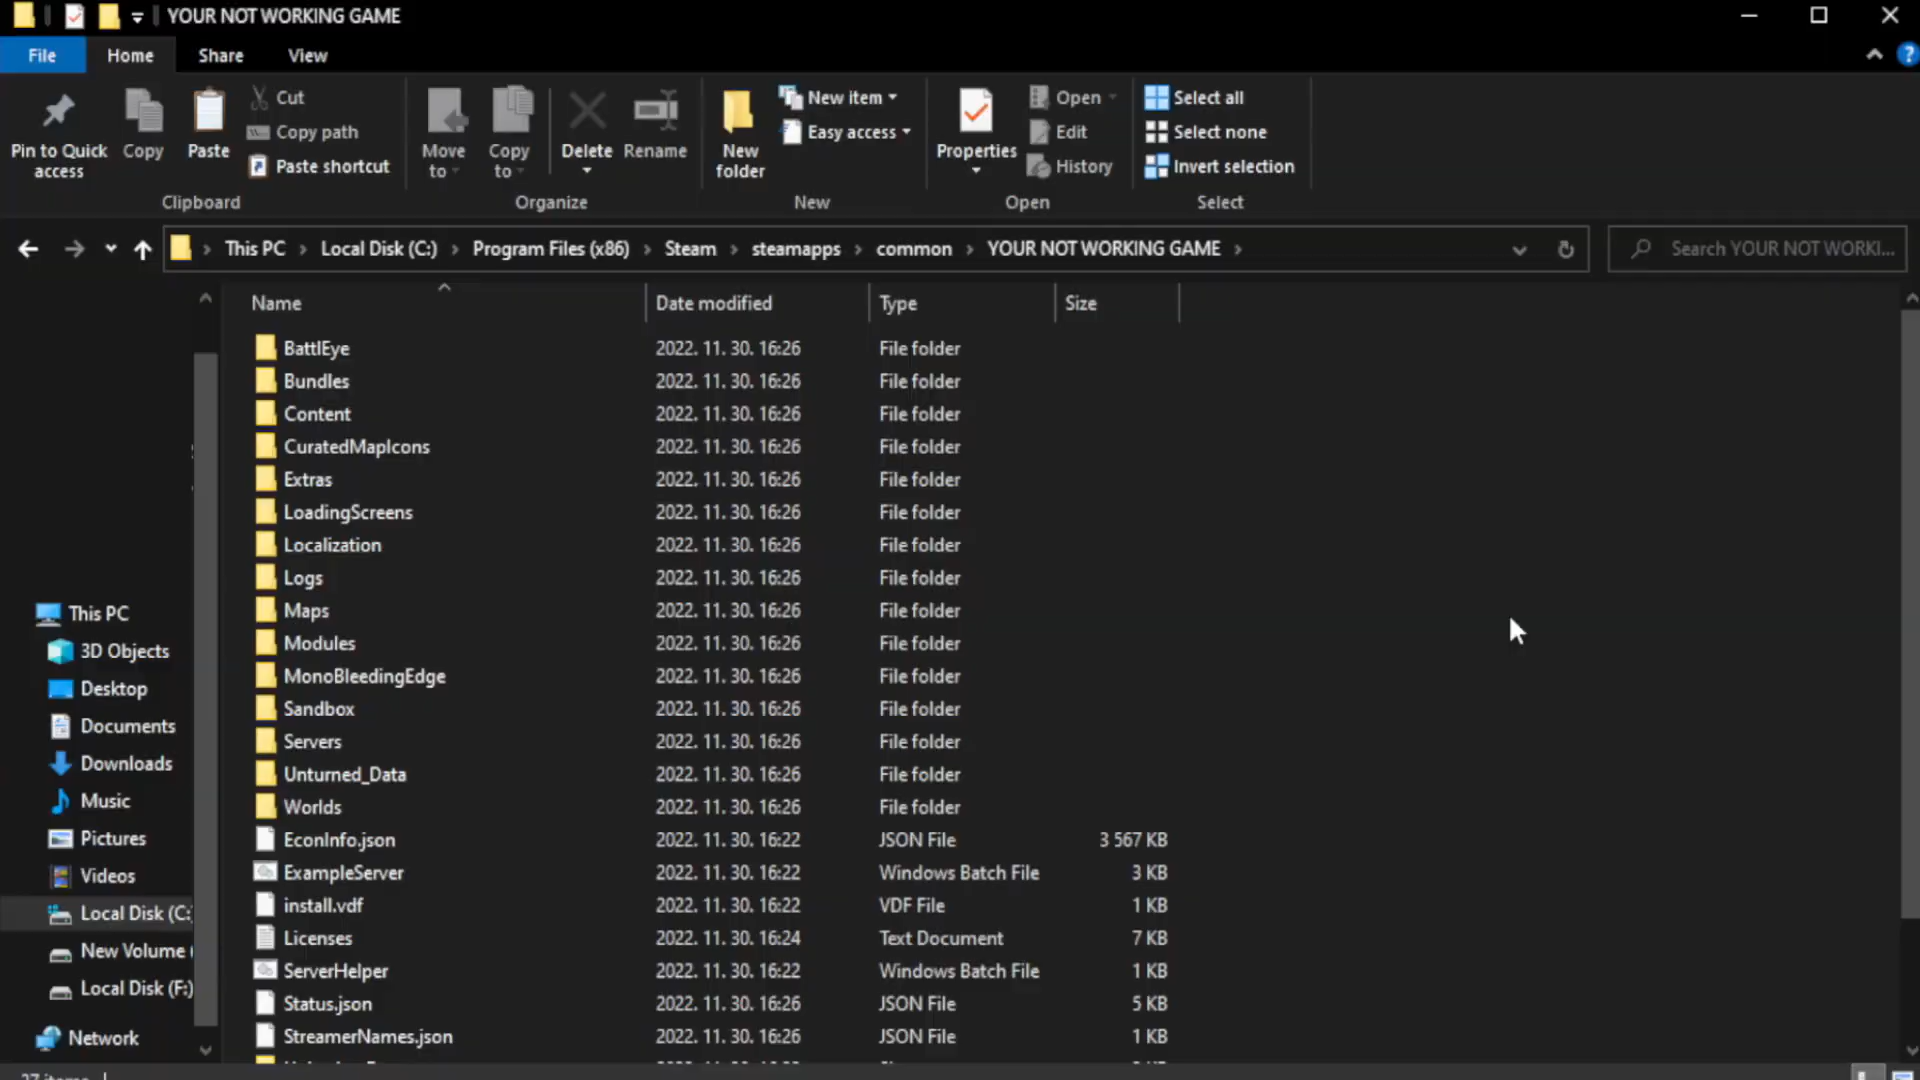 YOUR NOT WORKING GAME
File Home Share View
Pin to Quick access
Copy
Paste
Cut
Copy path
Paste shortcut
Clipboard
Move to
Copy to
Delete
Rename
Organize
New folder
New item
Easy access
New
Properties
Open
Edit
History
Open
Select all
Select none
Invert selection
Select
This PC Local Disk (C:) Program Files (x86) Steam steamapps common YOUR NOT WORKING GAME
Search YOUR NOT WORKI...
Name Date modified Type Size
BattlEye 2022. 11. 30. 16:26 File folder
Bundles 2022. 11. 30. 16:26 File folder
Content 2022. 11. 30. 16:26 File folder
CuratedMapIcons 2022. 11. 30. 16:26 File folder
Extras 2022. 11. 30. 16:26 File folder
LoadingScreens 2022. 11. 30. 16:26 File folder
Localization 2022. 11. 30. 16:26 File folder
Logs 2022. 11. 30. 16:26 File folder
Maps 2022. 11. 30. 16:26 File folder
Modules 2022. 11. 30. 16:26 File folder
MonoBleedingEdge 2022. 11. 30. 16:26 File folder
Sandbox 2022. 11. 30. 16:26 File folder
Servers 2022. 11. 30. 16:26 File folder
Unturned_Data 2022. 11. 30. 16:26 File folder
Worlds 2022. 11. 30. 16:26 File folder
EconInfo.json 2022. 11. 30. 16:22 JSON File 3 567 KB
ExampleServer 2022. 11. 30. 16:22 Windows Batch File 3 KB
install.vdf 2022. 11. 30. 16:22 VDF File 1 KB
Licenses 2022. 11. 30. 16:24 Text Document 7 KB
ServerHelper 2022. 11. 30. 16:22 Windows Batch File 1 KB
Status.json 2022. 11. 30. 16:26 JSON File 5 KB
StreamerNames.json 2022. 11. 30. 16:26 JSON File 1 KB
This PC
3D Objects
Desktop
Documents
Downloads
Music
Pictures
Videos
Local Disk (C:
New Volume (
Local Disk (F:)
Network